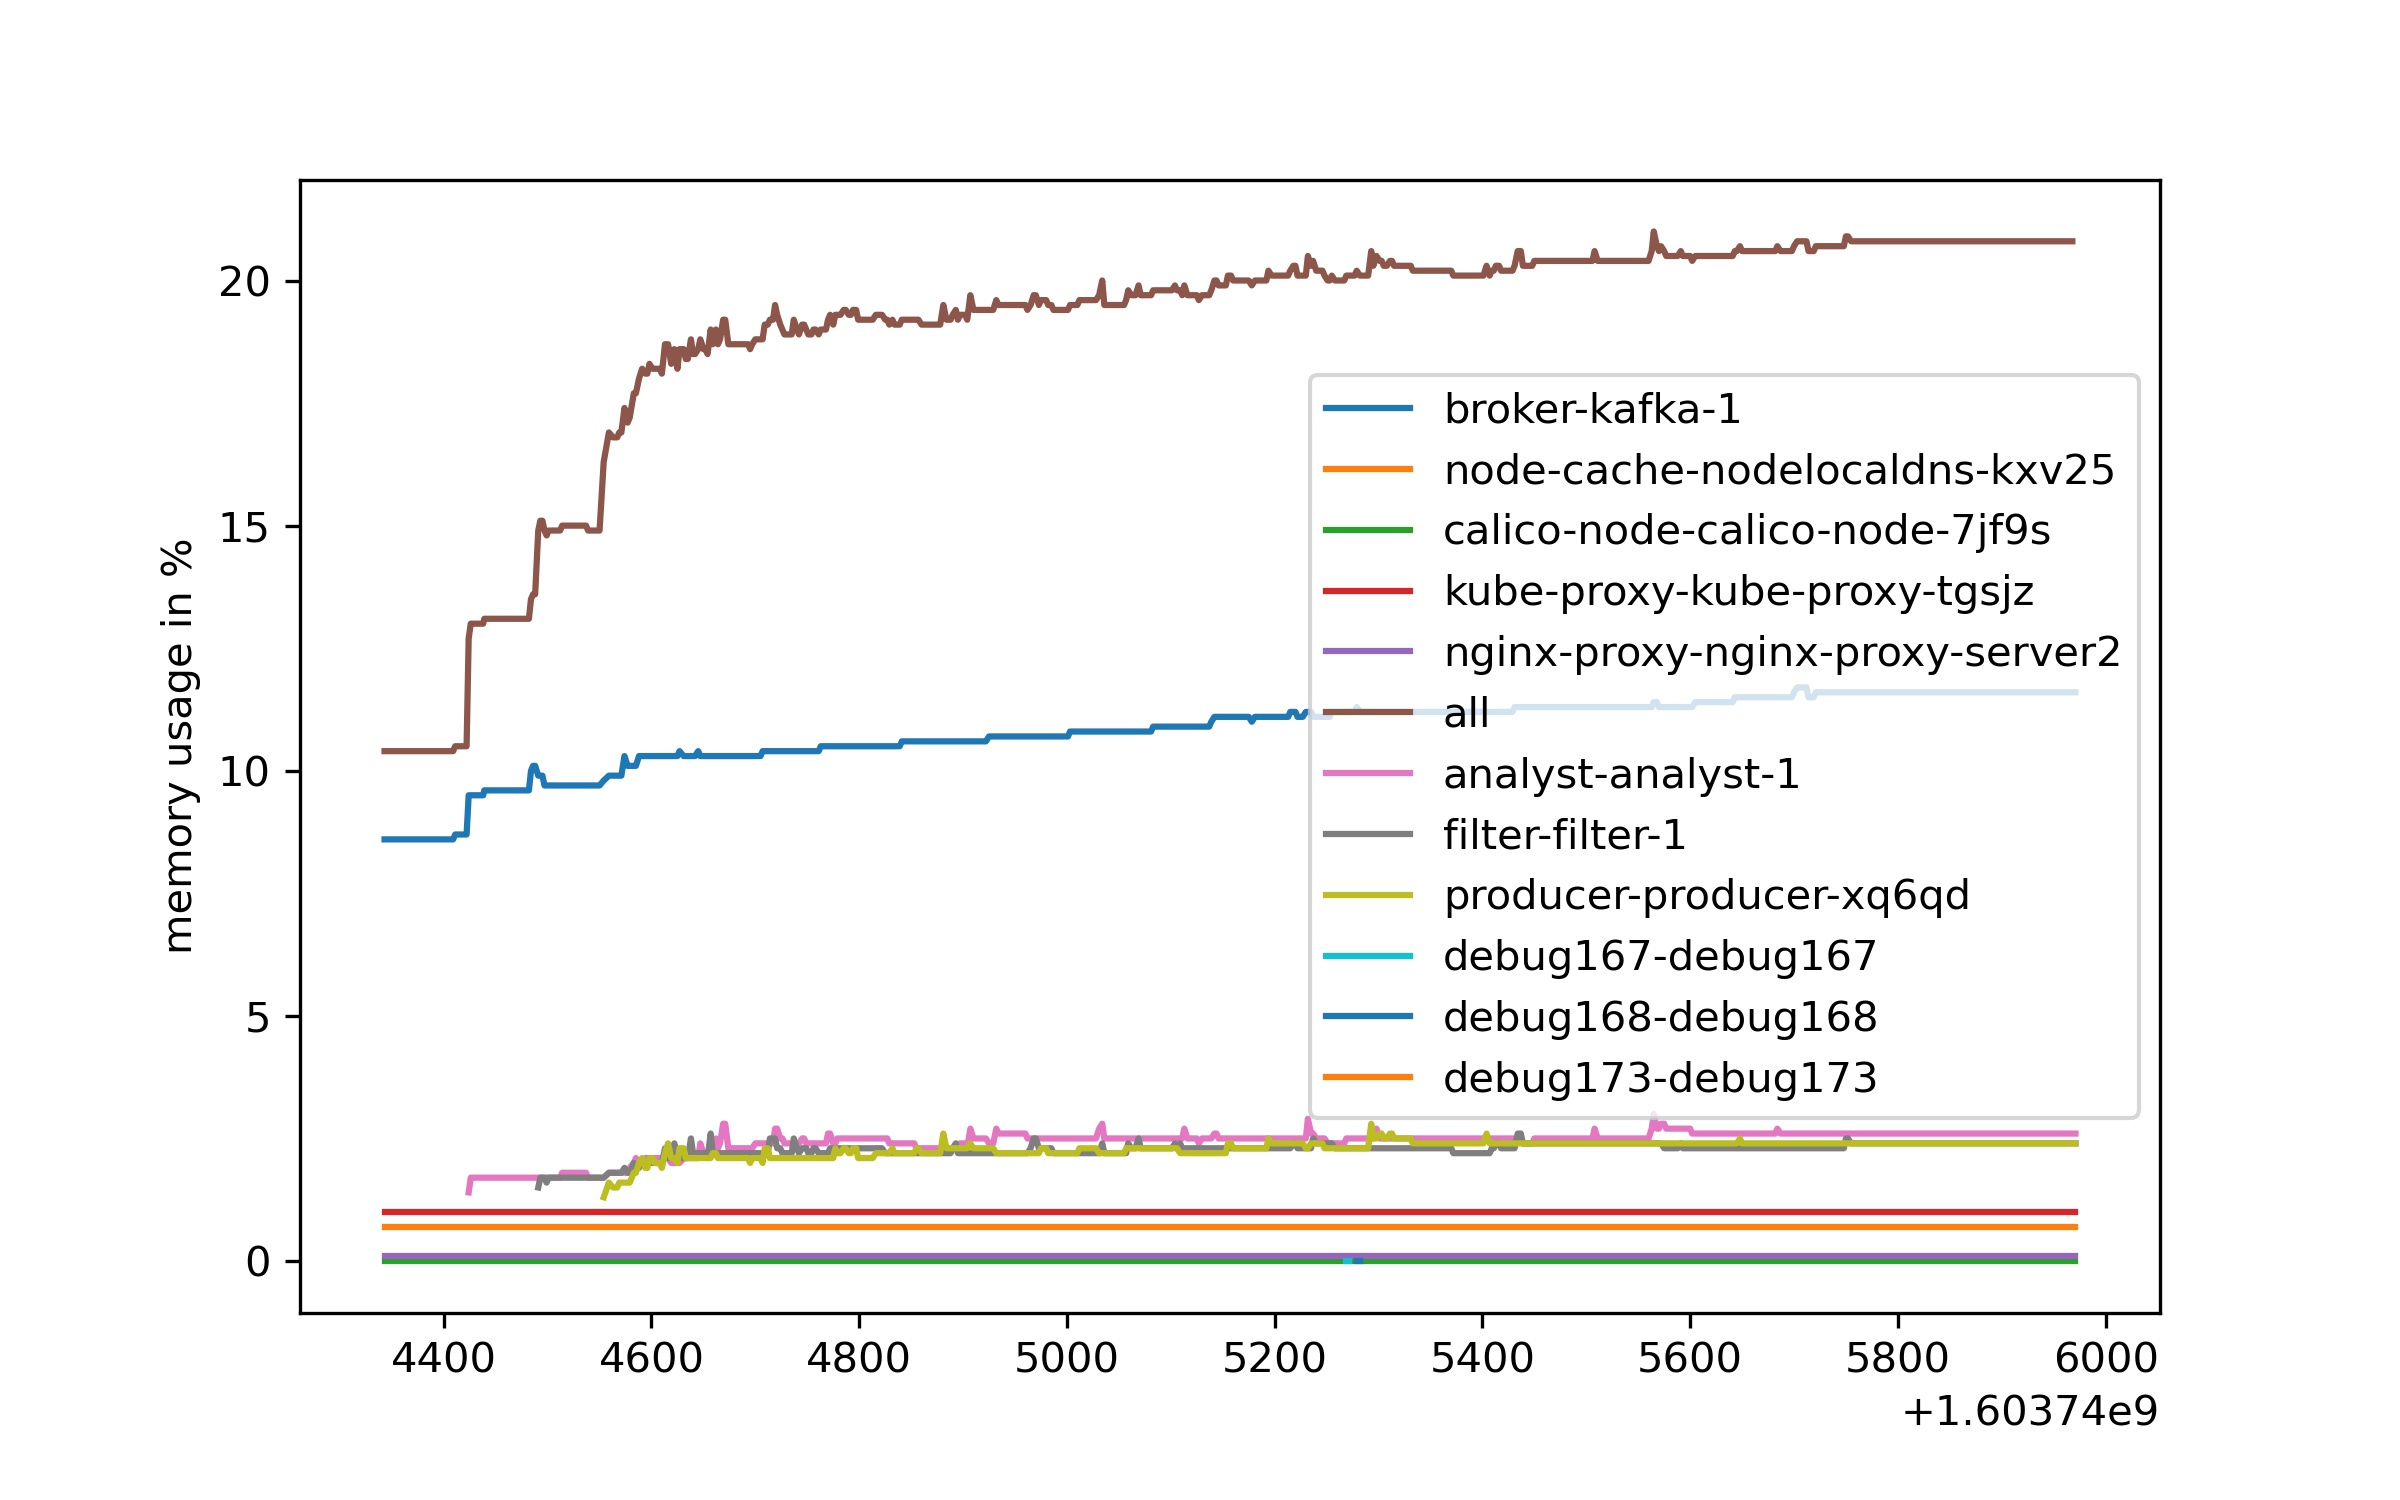 memory usage in %
20
15
10
5
0
broker-kafka-1
node-cache-nodelocaldns-kxv25
calico-node-calico-node-7jf9s
kube-proxy-kube-proxy-tgsjz
nginx-proxy-nginx-proxy-server2
all
analyst-analyst-1
filter-filter-1
producer-producer-xq6qd
debug167-debug167
debug168-debug168
debug173-debug173
4400 4600 4800 5000 5200 5400 5600 5800 6000
+1.60374e9